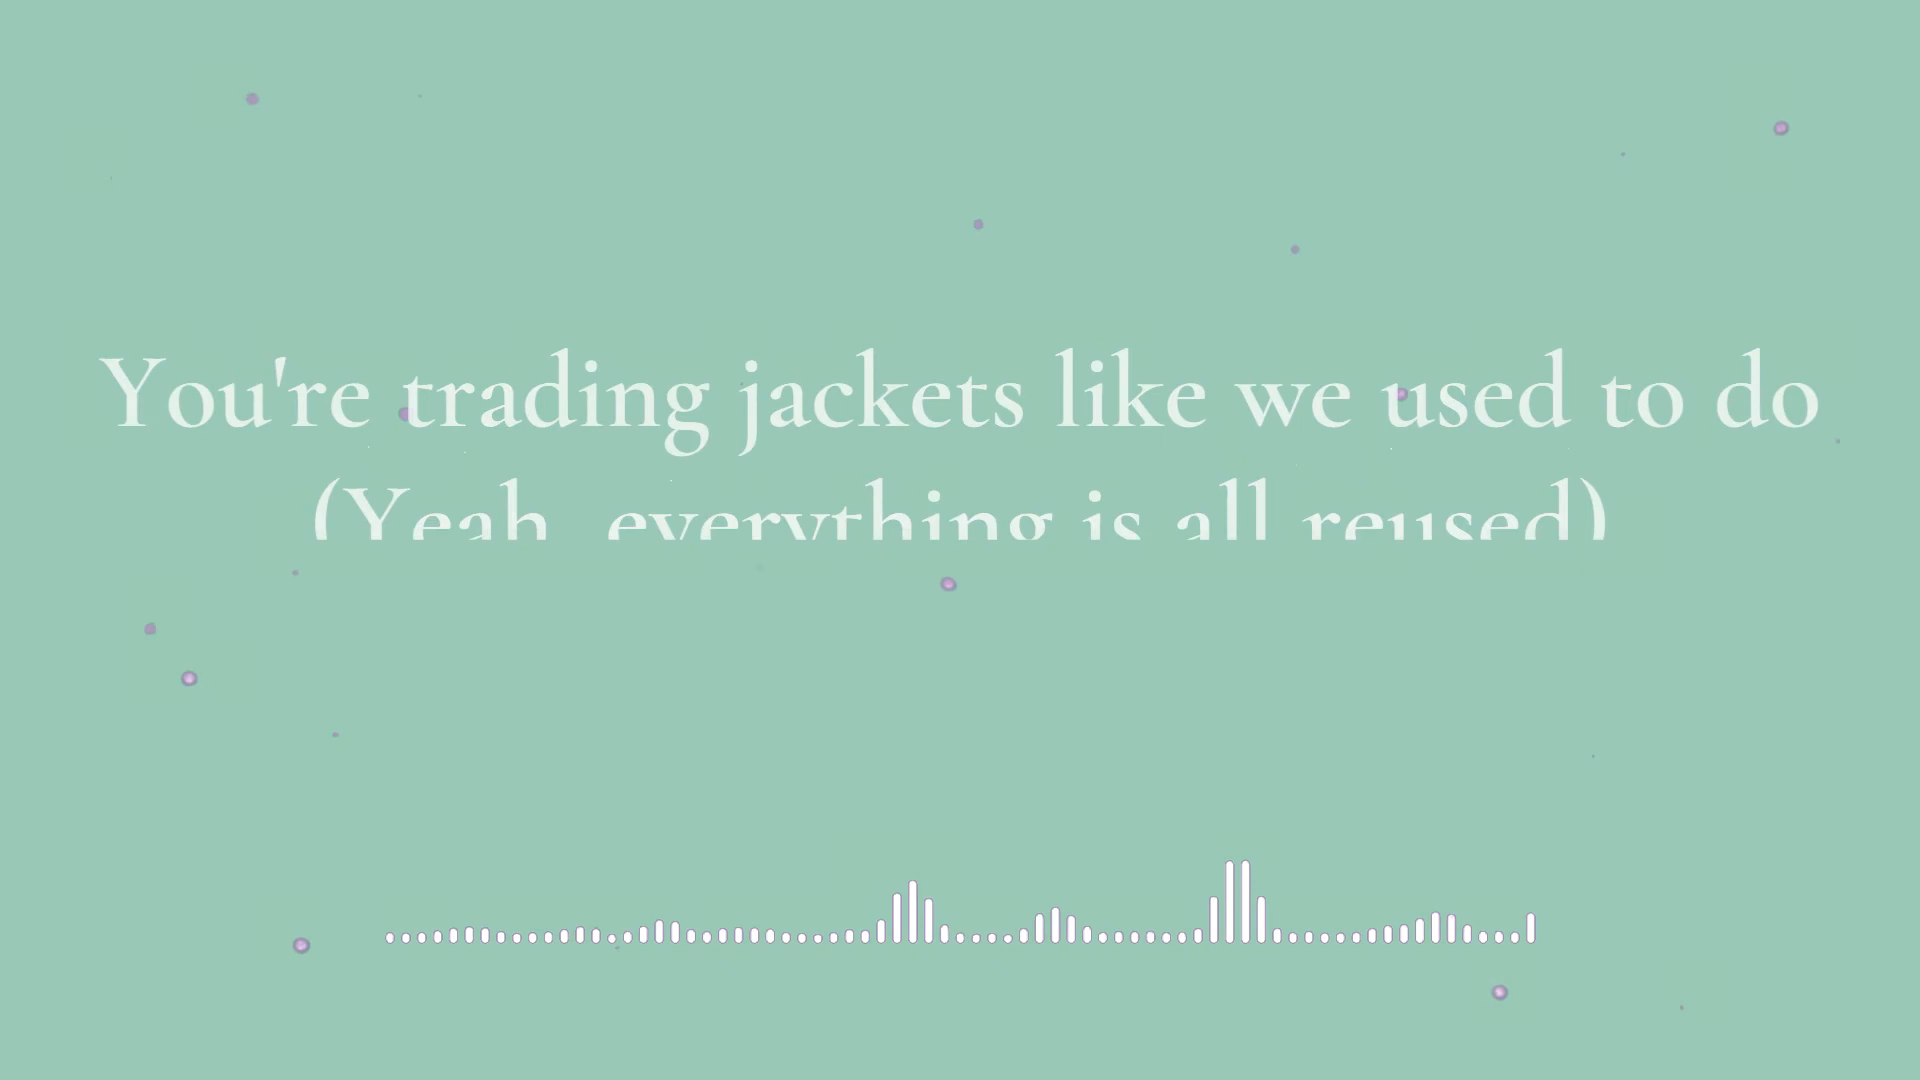 You're trading jackets like we used to do
(Yeah, everything is all reused)